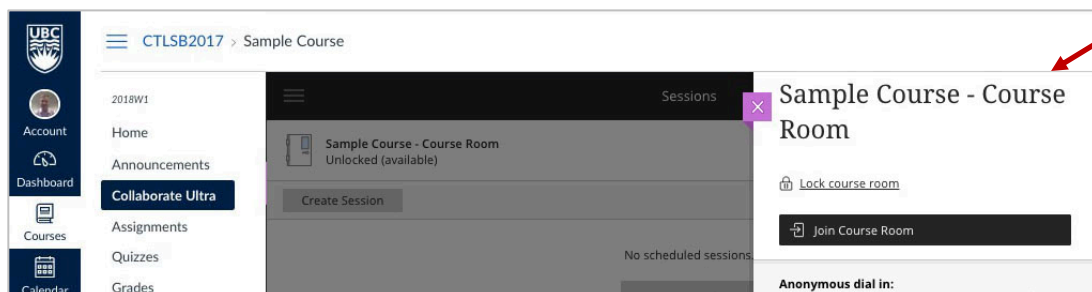 UBC
CTLSB2017 > Sample Course
Account
Dashboard
Courses
Calendar
2018W1
Home
Announcements
Collaborate Ultra
Assignments
Quizzes
Grades
Sessions
Sample Course - Course Room
Unlocked (available)
Create Session
No scheduled sessions.
Sample Course - Course
Room
Lock course room
Join Course Room
Anonymous dial in: